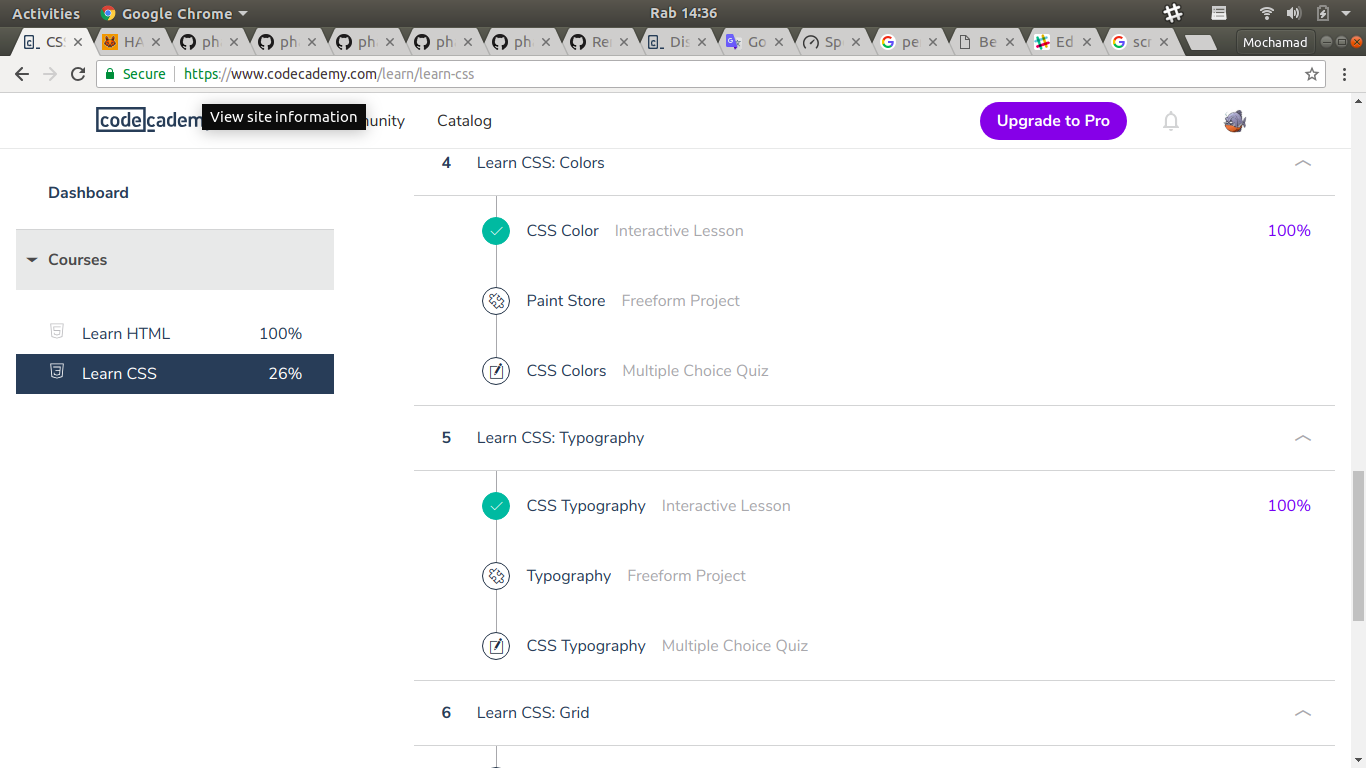 Activities Google Chrome Rab 14:36
CS HA ph ph ph ph ph Re Dis Go Sp pe Be Ed scr Mochamad
Secure https://www.codecademy.com/learn/learn-css
codecadem View site information munity Catalog Upgrade to Pro
Dashboard
Courses
Learn HTML 100%
Learn CSS 26%
4 Learn CSS: Colors
CSS Color Interactive Lesson 100%
Paint Store Freeform Project
CSS Colors Multiple Choice Quiz
5 Learn CSS: Typography
CSS Typography Interactive Lesson 100%
Typography Freeform Project
CSS Typography Multiple Choice Quiz
6 Learn CSS: Grid